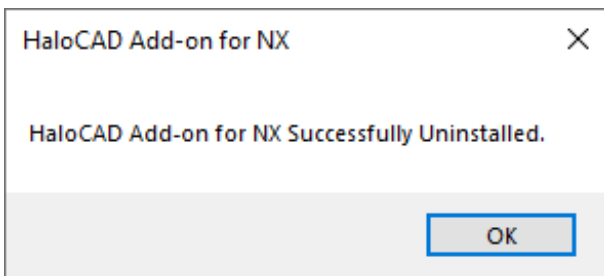 HaloCAD Add-on for NX
HaloCAD Add-on for NX Successfully Uninstalled.
OK